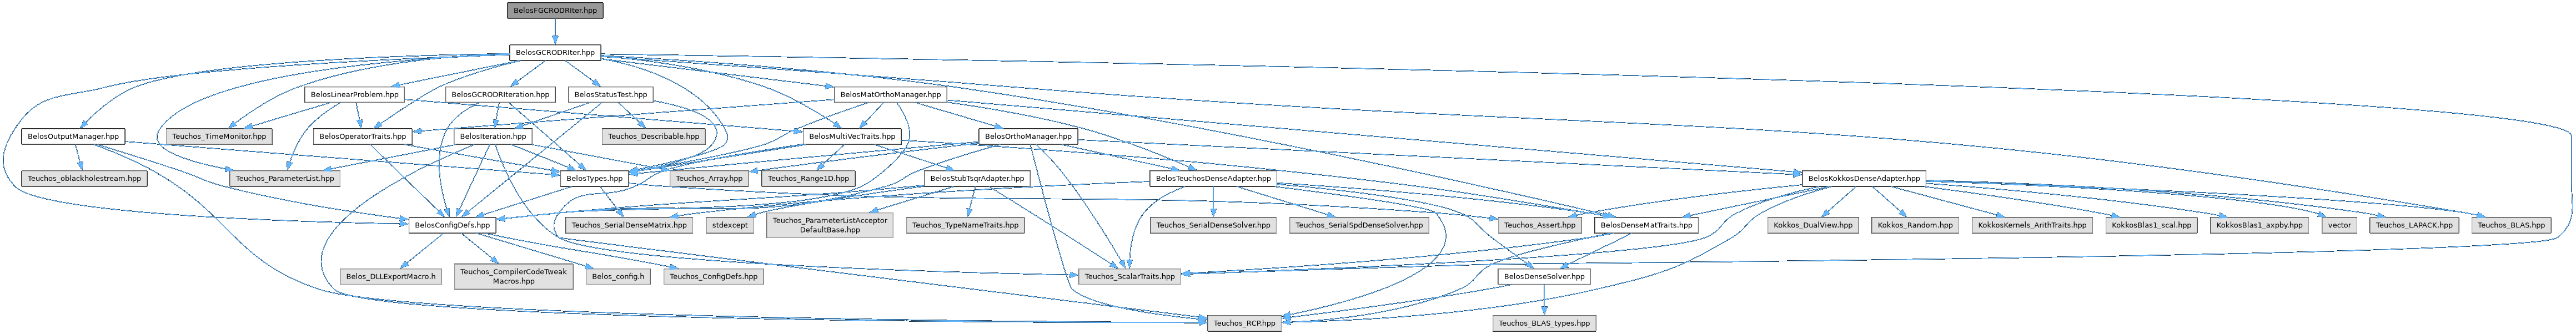 BelosFGCRODRIter.hpp
BelosGCRODRIter.hpp
BelosLinearProblem.hpp
BelosGCRODRIteration.hpp
BelosStatusTest.hpp
BelosMatOrthoManager.hpp
BelosOutputManager.hpp
Teuchos_TimeMonitor.hpp
BelosOperatorTraits.hpp
BelosIteration.hpp
Teuchos_Describable.hpp
BelosMultiVecTraits.hpp
BelosOrthoManager.hpp
Teuchos_oblackholestream.hpp
Teuchos_ParameterList.hpp
BelosTypes.hpp
Teuchos_Array.hpp
Teuchos_Range1D.hpp
BelosStubTsqrAdapter.hpp
BelosTeuchosDenseAdapter.hpp
BelosKokkosDenseAdapter.hpp
BelosConfigDefs.hpp
Teuchos_SerialDenseMatrix.hpp
stdexcept
Teuchos_ParameterListAcceptor
DefaultBase.hpp
Teuchos_TypeNameTraits.hpp
Teuchos_SerialDenseSolver.hpp
Teuchos_SerialSpdDenseSolver.hpp
Teuchos_Assert.hpp
BelosDenseMatTraits.hpp
Kokkos_DualView.hpp
Kokkos_Random.hpp
KokkosKernels_ArithTraits.hpp
KokkosBlas1_scal.hpp
KokkosBlas1_axpby.hpp
vector
Teuchos_LAPACK.hpp
Teuchos_BLAS.hpp
Belos_DLLExportMacro.h
Teuchos_CompilerCodeTweak
Macros.hpp
Belos_config.h
Teuchos_ConfigDefs.hpp
Teuchos_ScalarTraits.hpp
BelosDenseSolver.hpp
Teuchos_RCP.hpp
Teuchos_BLAS_types.hpp